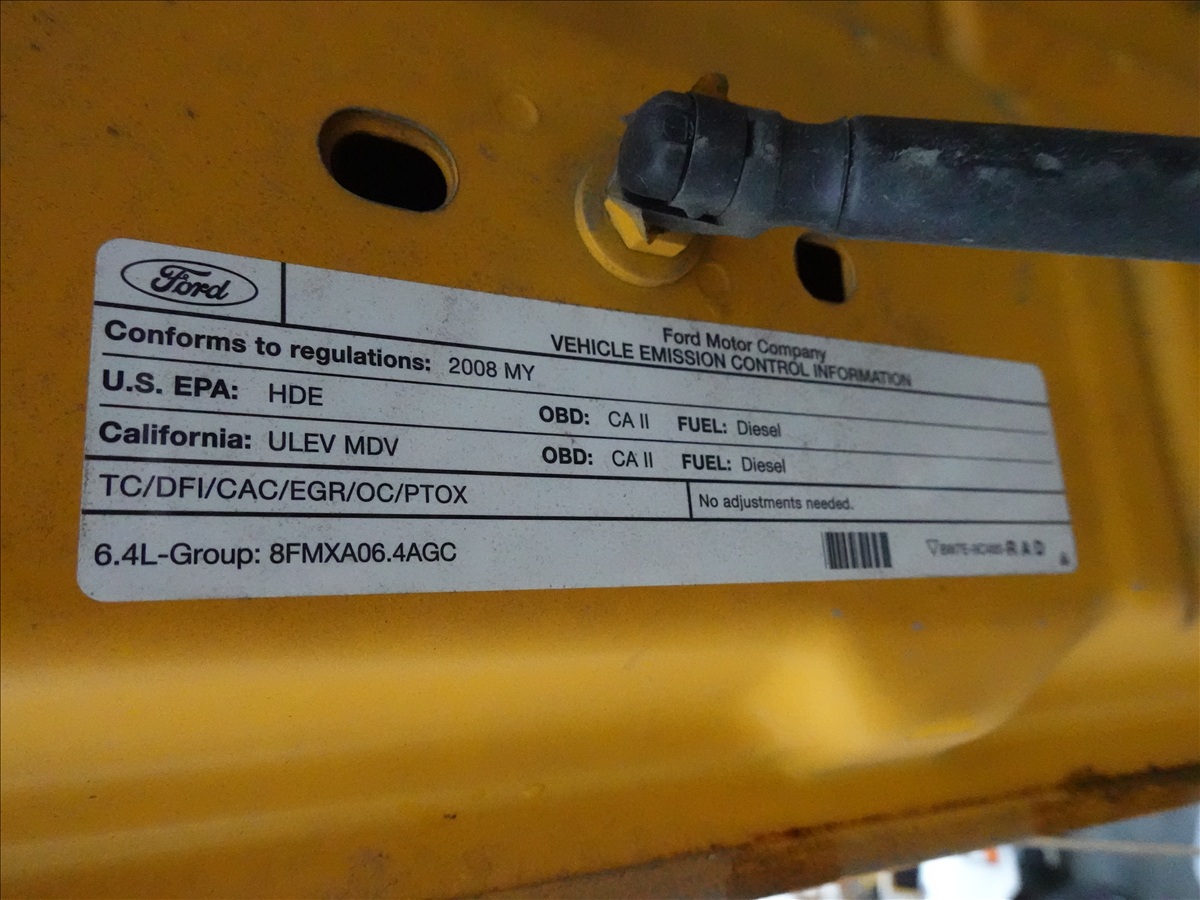 Ford
Ford Motor Company
VEHICLE EMISSION CONTROL INFORMATION
Conforms to regulations: 2008 MY
U.S. EPA: HDE OBD: CA II FUEL: Diesel
California: ULEV MDV OBD: CA II FUEL: Diesel
TC/DFI/CAC/EGR/OC/PTOX No adjustments needed.
6.4L-Group: 8FMXA06.4AGC RAD